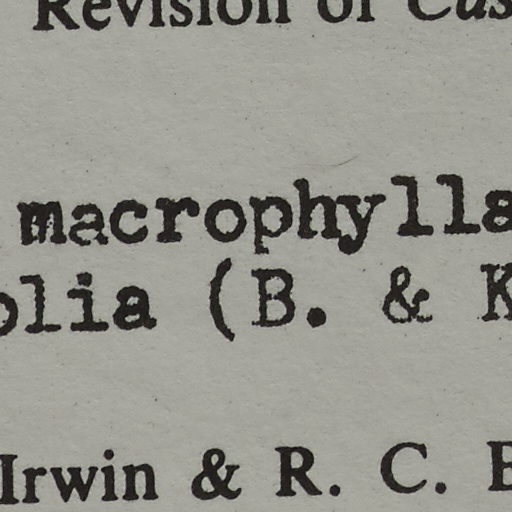 Revision of Cas
macrophylla
olia (B. & K
Irwin & R. C. B